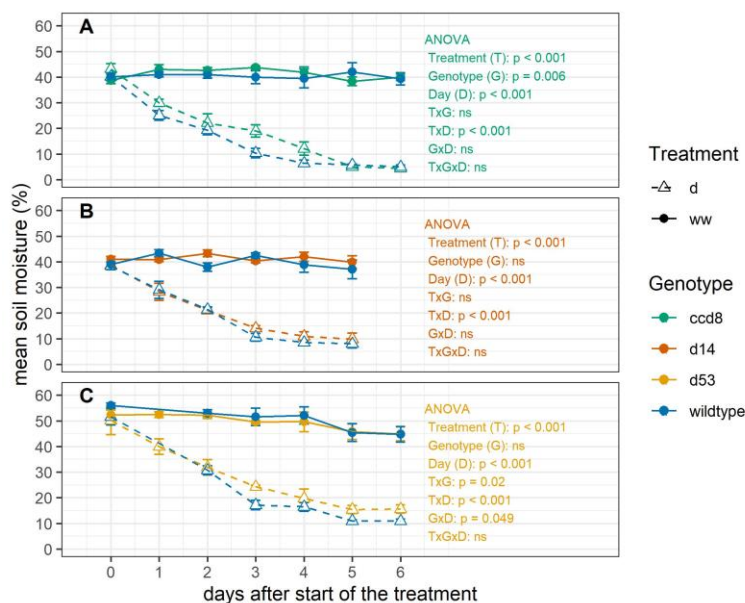 A
60
50
40
30
20
10
0
ANOVA
Treatment (T): p < 0.001
Genotype (G): p = 0.006
Day (D): p < 0.001
TxG: ns
TxD: p < 0.001
GxD: ns
TxGxD: ns
B
60
50
40
30
20
10
0
ANOVA
Treatment (T): p < 0.001
Genotype (G): ns
Day (D): p < 0.001
TxG: ns
TxD: p < 0.001
GxD: ns
TxGxD: ns
C
60
50
40
30
20
10
0
ANOVA
Treatment (T): p < 0.001
Genotype (G): ns
Day (D): p < 0.001
TxG: p = 0.02
TxD: p < 0.001
GxD: p = 0.049
TxGxD: ns
mean soil moisture (%)
0 1 2 3 4 5 6
days after start of the treatment
Treatment
d
ww
Genotype
ccd8
d14
d53
wildtype